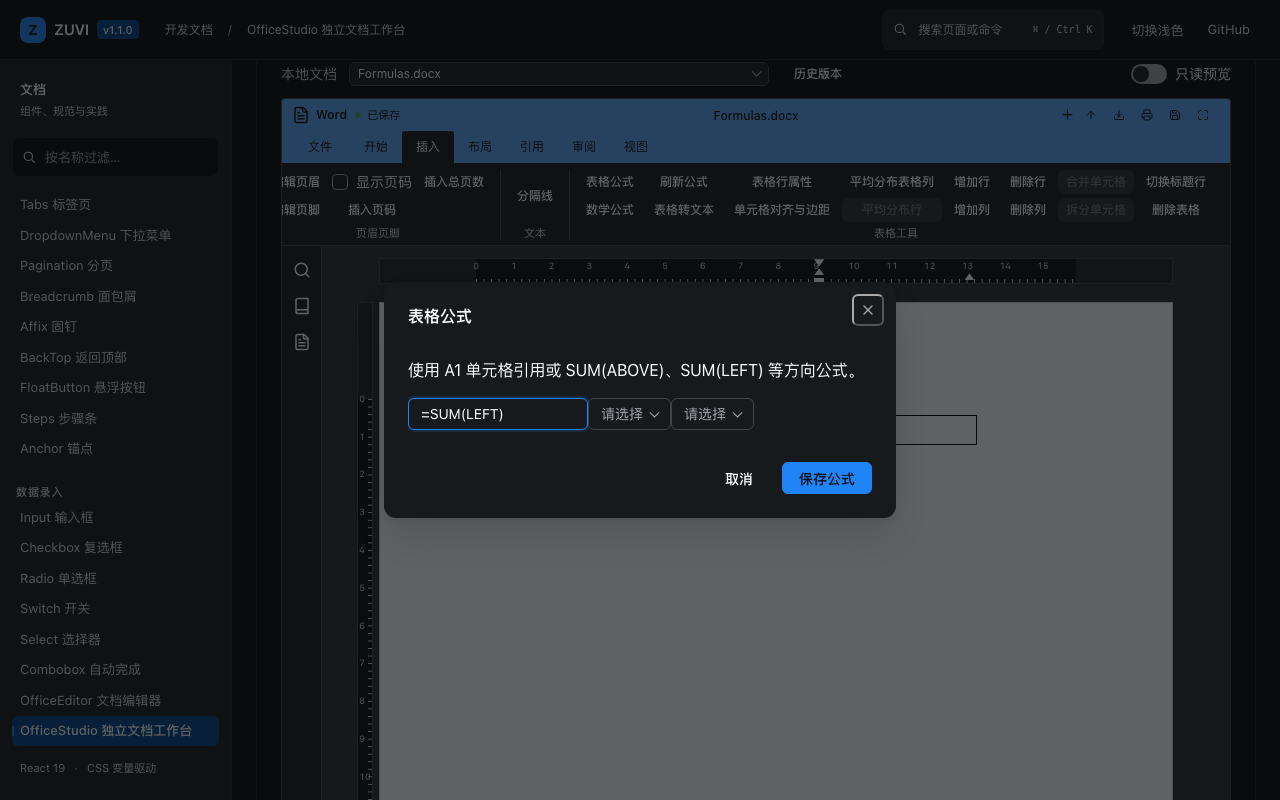 Z ZUVI v1.1.0 开发文档 / OfficeStudio 独立文档工作台 搜索页面或命令 ⌘ / Ctrl K 切换浅色 GitHub
文档
组件、规范与实践
按名称过滤...
Tabs 标签页
DropdownMenu 下拉菜单
Pagination 分页
Breadcrumb 面包屑
Affix 固钉
BackTop 返回顶部
FloatButton 悬浮按钮
Steps 步骤条
Anchor 锚点
数据录入
Input 输入框
Checkbox 复选框
Radio 单选框
Switch 开关
Select 选择器
Combobox 自动完成
OfficeEditor 文档编辑器
OfficeStudio 独立文档工作台
React 19 · CSS 变量驱动
本地文档 Formulas.docx 历史版本 只读预览
Word 已保存 Formulas.docx
文件 开始 插入 布局 引用 审阅 视图
编辑页眉 显示页码 插入总页数 分隔线 表格公式 刷新公式 表格行属性 平均分布表格列 增加行 删除行 合并单元格 切换标题行
编辑页脚 插入页码 数学公式 表格转文本 单元格对齐与边距 平均分布行 增加列 删除列 拆分单元格 删除表格
页眉页脚 文本 表格工具
0 1 2 3 4 5 6 7 8 9 10 11 12 13 14 15
0
1
2
3
4
5
6
7
8
9
10
表格公式
使用 A1 单元格引用或 SUM(ABOVE)、SUM(LEFT) 等方向公式。
=SUM(LEFT) 请选择 请选择
取消 保存公式